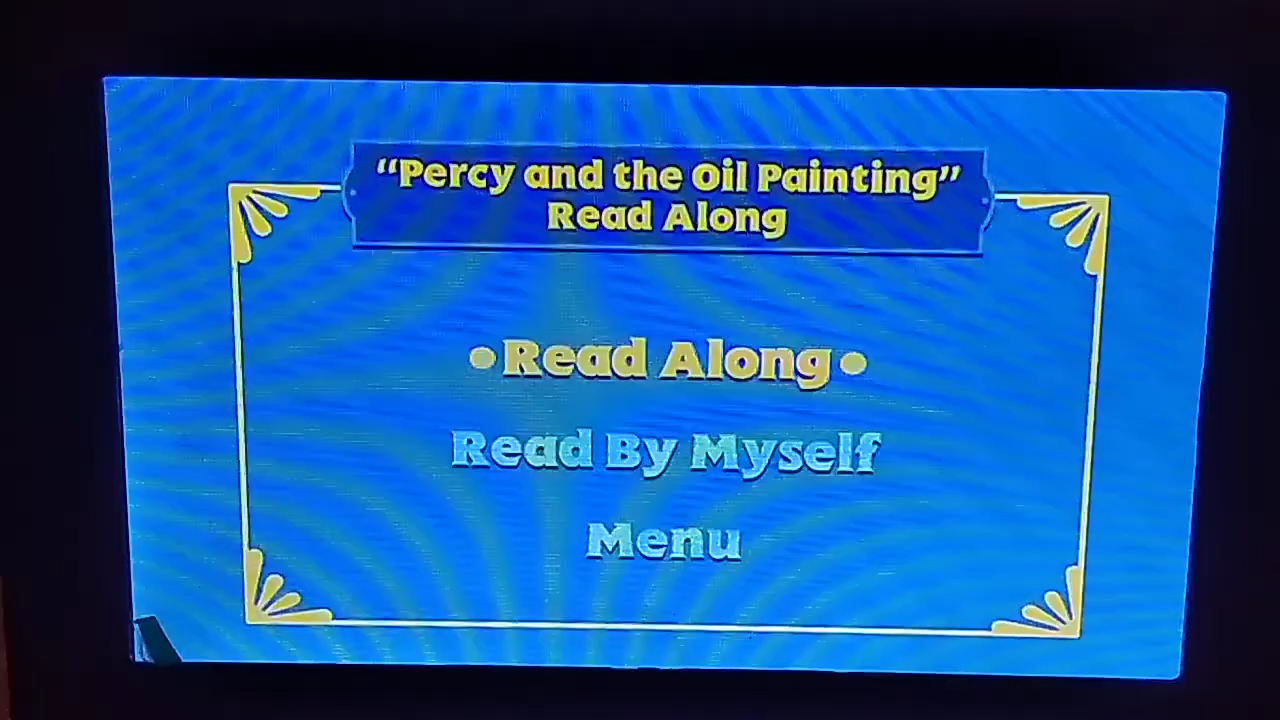 “Percy and the Oil Painting”
Read Along
•Read Along•
Read By Myself
Menu